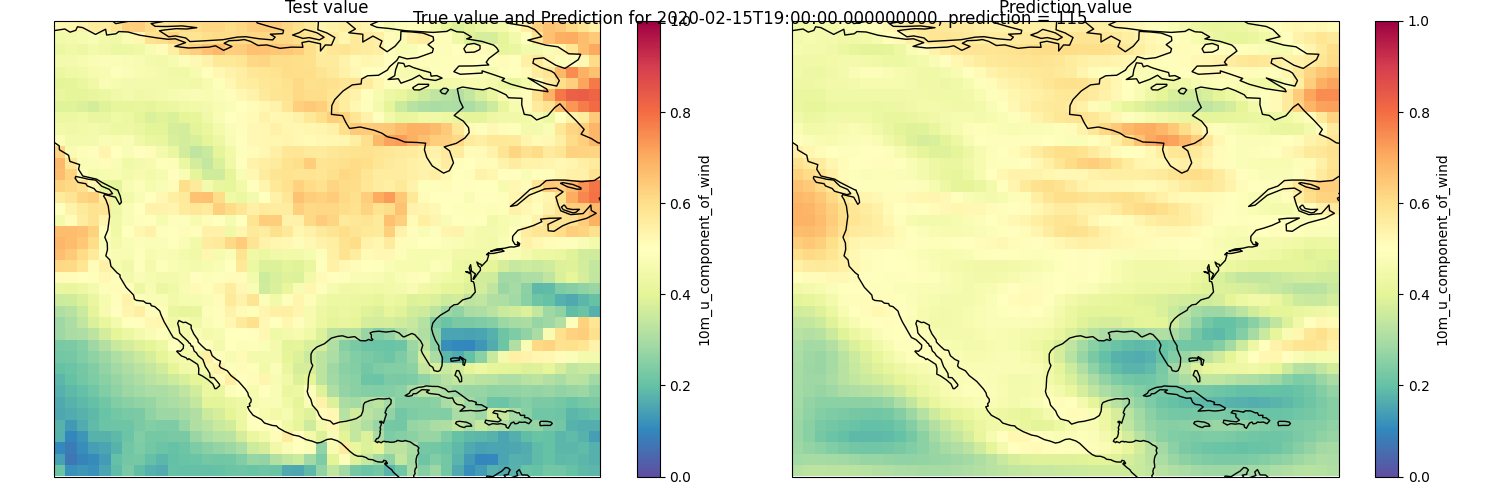 Test value
Prediction value
True value and Prediction for 2020-02-15T19:00:00.000000000, prediction = 115
1.0
0.8
0.6
0.4
0.2
0.0
10m_u_component_of_wind
1.0
0.8
0.6
0.4
0.2
0.0
10m_u_component_of_wind